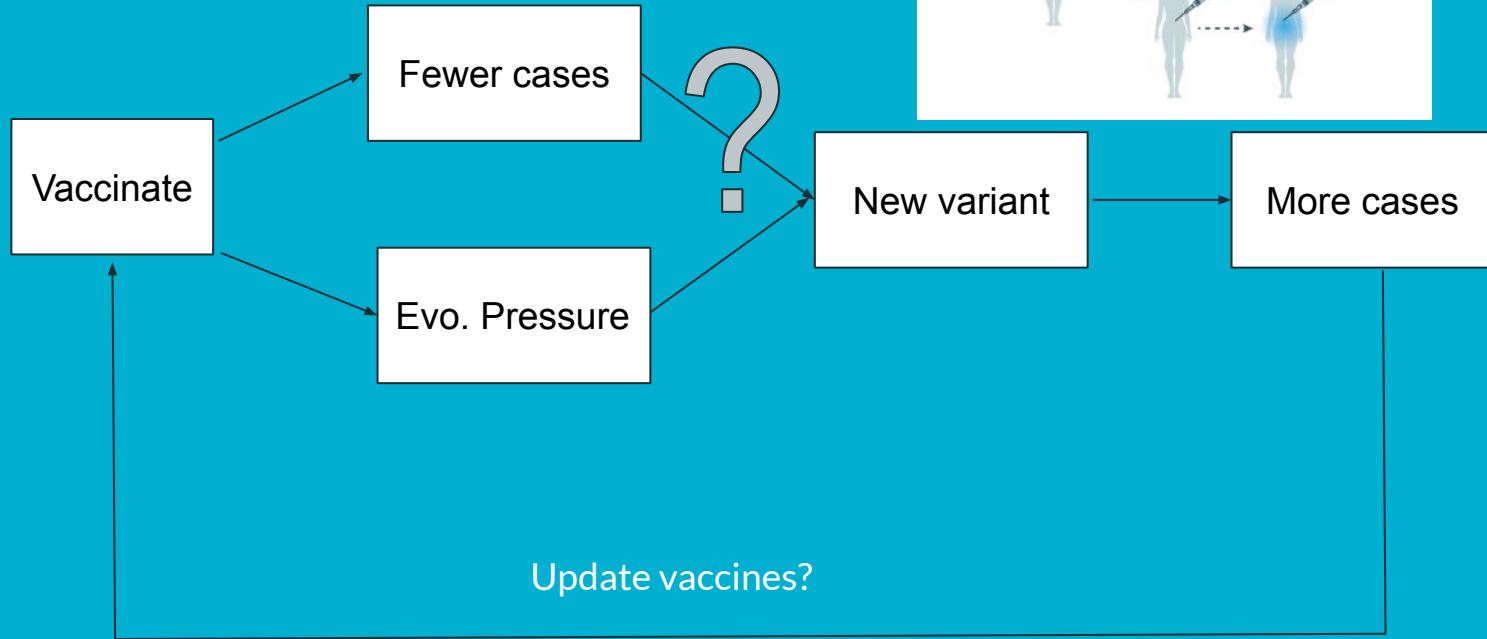 Fewer cases
?
Vaccinate
New variant
More cases
Evo. Pressure
Update vaccines?